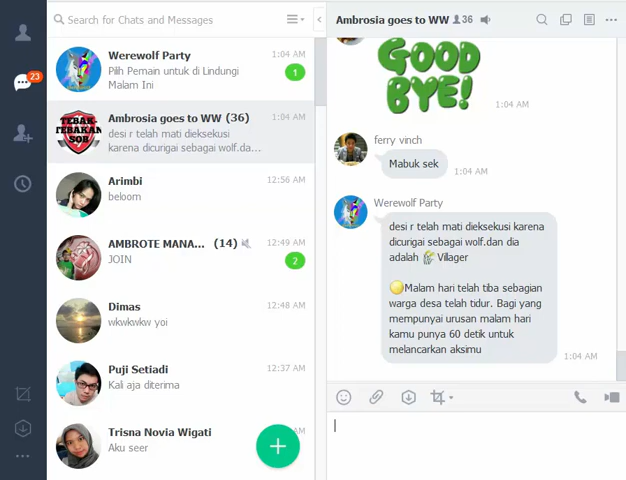 Search for Chats and Messages
23
Werewolf Party
1:04 AM
Pilih Pemain untuk di Lindungi
Malam Ini
1
TEBAK-
TEBAKAN
SOB
Ambrosia goes to WW (36)
1:04 AM
desi r telah mati dieksekusi
karena dicurigai sebagai wolf.da...
Arimbi
12:56 AM
beloom
AMBROTE MANA... (14)
12:49 AM
JOIN
2
Dimas
12:48 AM
wkwkwkw yoi
Puji Setiadi
12:37 AM
Kali aja diterima
Trisna Novia Wigati
AM
Aku seer
Ambrosia goes to WW 36
GOOD
BYE!
1:04 AM
ferry vinch
Mabuk sek
1:04 AM
Werewolf Party
desi r telah mati dieksekusi karena
dicurigai sebagai wolf.dan dia
adalah Villager
Malam hari telah tiba sebagian
warga desa telah tidur. Bagi yang
mempunyai urusan malam hari
kamu punya 60 detik untuk
melancarkan aksimu
1:04 AM